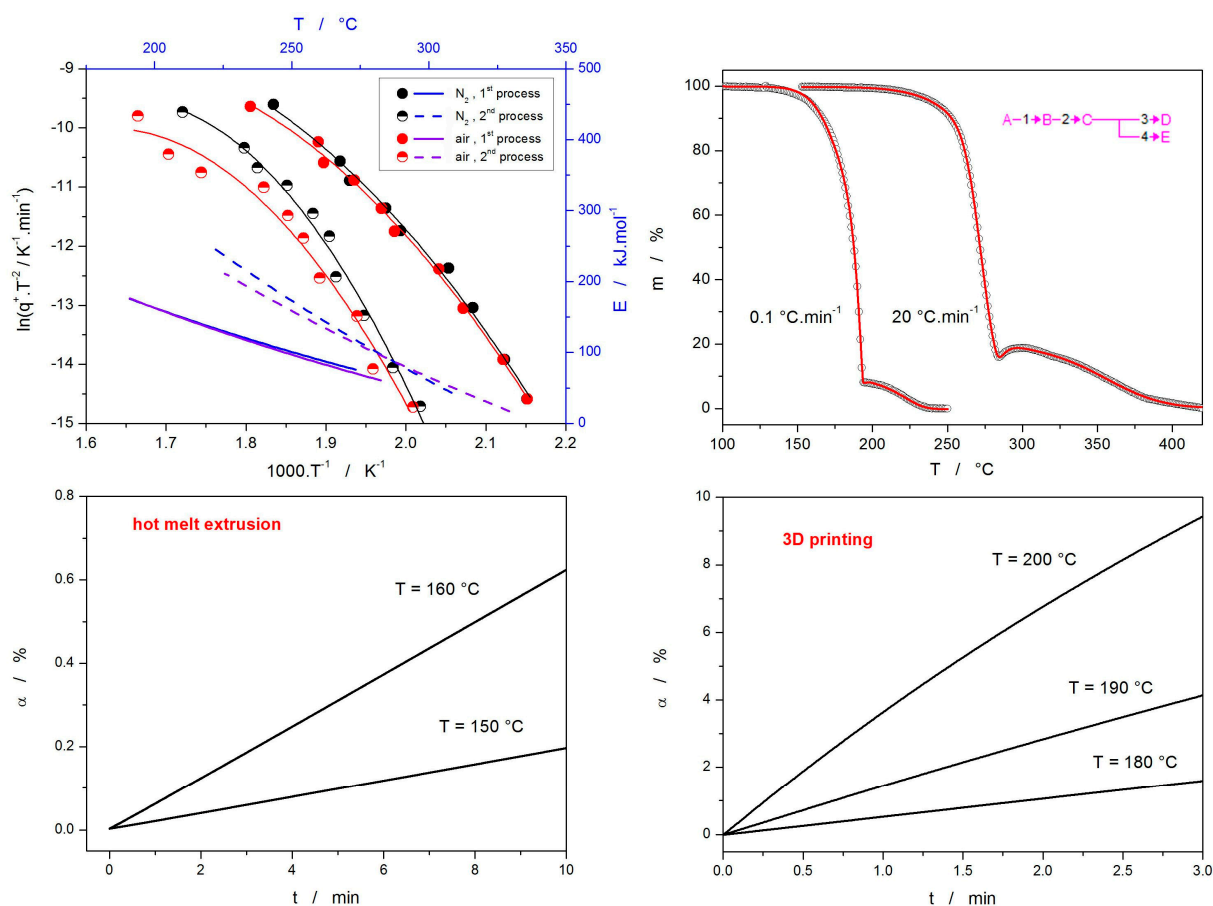 T / °C
200 250 300 350
-9
-10
-11
-12
-13
-14
-15
ln(q⁺.T⁻² / K⁻¹.min⁻¹)
500
400
300
200
100
0
E / kJ.mol⁻¹
N₂ , 1ˢᵗ process
N₂ , 2ⁿᵈ process
air , 1ˢᵗ process
air , 2ⁿᵈ process
1.6 1.7 1.8 1.9 2.0 2.1 2.2
1000.T⁻¹ / K⁻¹
100
80
60
40
20
0
m / %
A 1 B 2 C 3 D
4 E
0.1 °C.min⁻¹
20 °C.min⁻¹
100 150 200 250 300 350 400
T / °C
0.8
0.6
0.4
0.2
0.0
α / %
hot melt extrusion
T = 160 °C
T = 150 °C
0 2 4 6 8 10
t / min
10
8
6
4
2
0
α / %
3D printing
T = 200 °C
T = 190 °C
T = 180 °C
0.0 0.5 1.0 1.5 2.0 2.5 3.0
t / min